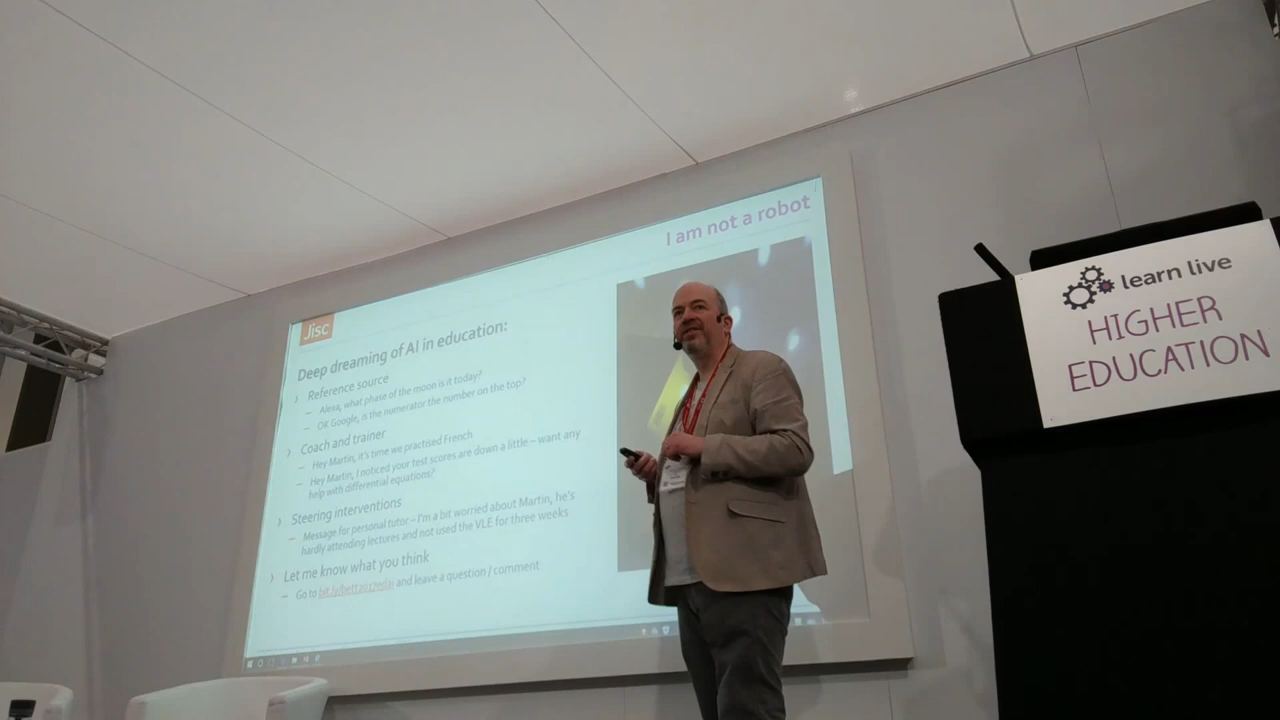 I am not a robot
Jisc
Deep dreaming of AI in education:
› Reference source
– Alexa, what phase of the moon is it today?
– OK Google, is the numerator the number on the top?
› Coach and trainer
– Hey Martin, it's time we practised French
– Hey Martin, I noticed your test scores are down a little – want any
help with differential equations?
› Steering interventions
– Message for personal tutor – I'm a bit worried about Martin, he's
hardly attending lectures and not used the VLE for three weeks
› Let me know what you think
– Go to bit.ly/bett2017edai and leave a question / comment
learn live
HIGHER
EDUCATION